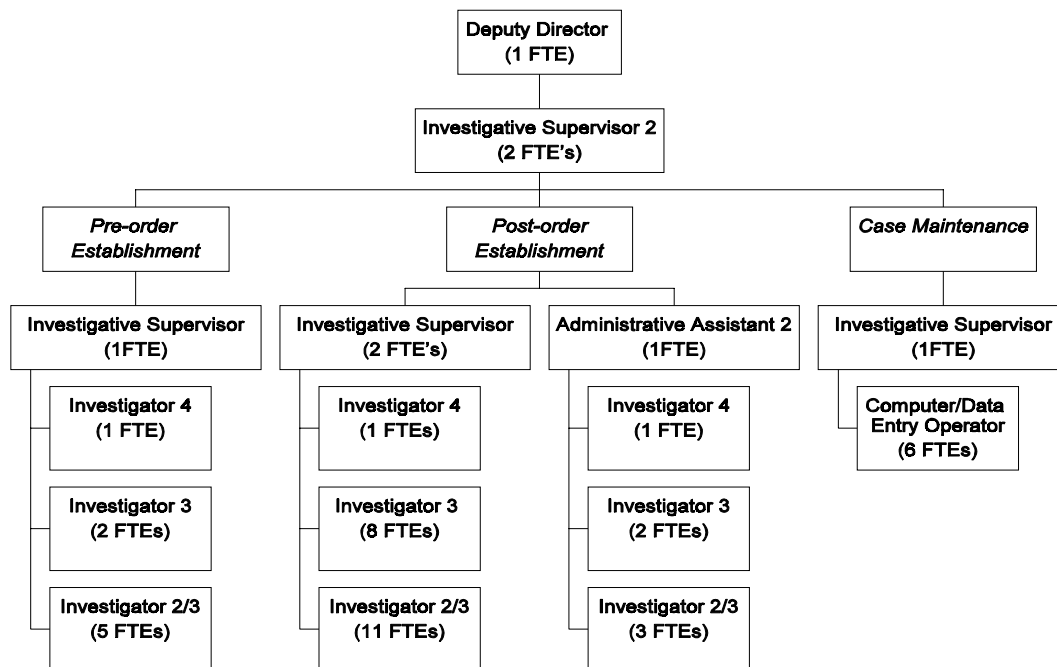 Deputy Director
(1 FTE)
Investigative Supervisor 2
(2 FTE's)
Pre-order
Establishment
Post-order
Establishment
Case Maintenance
Investigative Supervisor
(1FTE)
Investigative Supervisor
(2 FTE's)
Administrative Assistant 2
(1FTE)
Investigative Supervisor
(1FTE)
Investigator 4
(1 FTE)
Investigator 4
(1 FTEs)
Investigator 4
(1 FTE)
Computer/Data
Entry Operator
(6 FTEs)
Investigator 3
(2 FTEs)
Investigator 3
(8 FTEs)
Investigator 3
(2 FTEs)
Investigator 2/3
(5 FTEs)
Investigator 2/3
(11 FTEs)
Investigator 2/3
(3 FTEs)